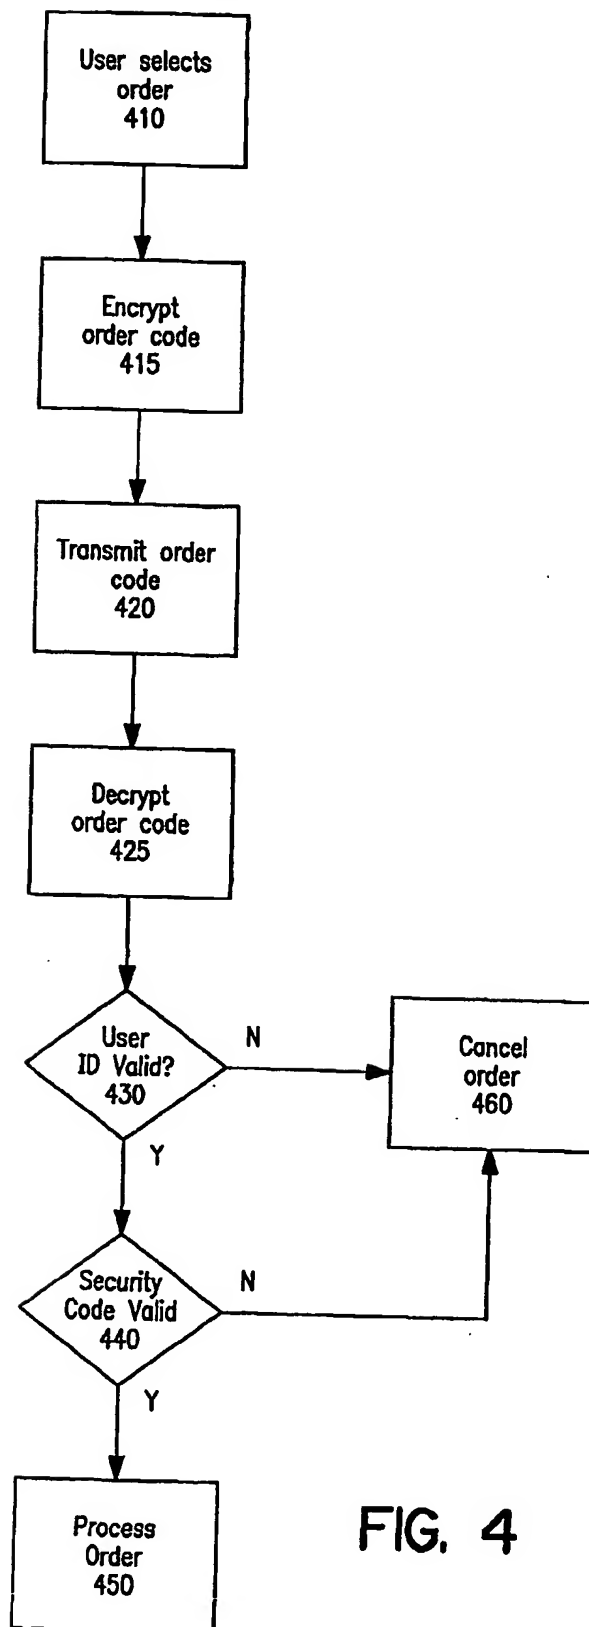 User selects
order
410
Encrypt
order code
415
Transmit order
code
420
Decrypt
order code
425
User
ID Valid?
430
N
Cancel
order
460
Y
Security
Code Valid
440
N
Y
Process
Order
450
FIG. 4